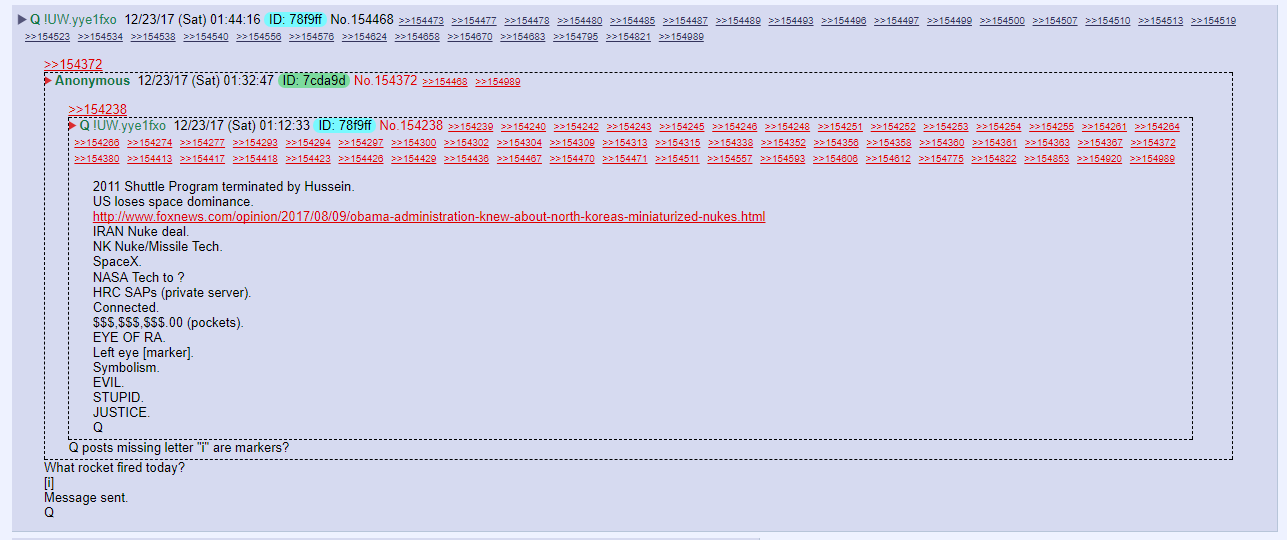 ▶ Q !UW.yye1fxo 12/23/17 (Sat) 01:44:16 ID: 78f9ff No.154468 >>154473 >>154477 >>154478 >>154480 >>154485 >>154487 >>154489 >>154493 >>154496 >>154497 >>154499 >>154500 >>154507 >>154510 >>154513 >>154519
>>154523 >>154534 >>154538 >>154540 >>154556 >>154576 >>154624 >>154658 >>154670 >>154683 >>154795 >>154821 >>154989
>>154372
▶ Anonymous 12/23/17 (Sat) 01:32:47 ID: 7cda9d No.154372 >>154468 >>154989
>>154238
▶ Q !UW.yye1fxo 12/23/17 (Sat) 01:12:33 ID: 78f9ff No.154238 >>154239 >>154240 >>154242 >>154243 >>154245 >>154246 >>154248 >>154251 >>154252 >>154253 >>154254 >>154255 >>154261 >>154264
>>154266 >>154274 >>154277 >>154293 >>154294 >>154297 >>154300 >>154302 >>154304 >>154309 >>154313 >>154315 >>154338 >>154352 >>154356 >>154358 >>154360 >>154361 >>154363 >>154367 >>154372
>>154380 >>154413 >>154417 >>154418 >>154423 >>154426 >>154429 >>154436 >>154467 >>154470 >>154471 >>154511 >>154557 >>154593 >>154606 >>154612 >>154775 >>154822 >>154853 >>154920 >>154989
2011 Shuttle Program terminated by Hussein.
US loses space dominance.
http://www.foxnews.com/opinion/2017/08/09/obama-administration-knew-about-north-koreas-miniaturized-nukes.html
IRAN Nuke deal.
NK Nuke/Missile Tech.
SpaceX.
NASA Tech to ?
HRC SAPs (private server).
Connected.
$$$,$$$,$$$.00 (pockets).
EYE OF RA.
Left eye [marker].
Symbolism.
EVIL.
STUPID.
JUSTICE.
Q
Q posts missing letter "i" are markers?
What rocket fired today?
[i]
Message sent.
Q